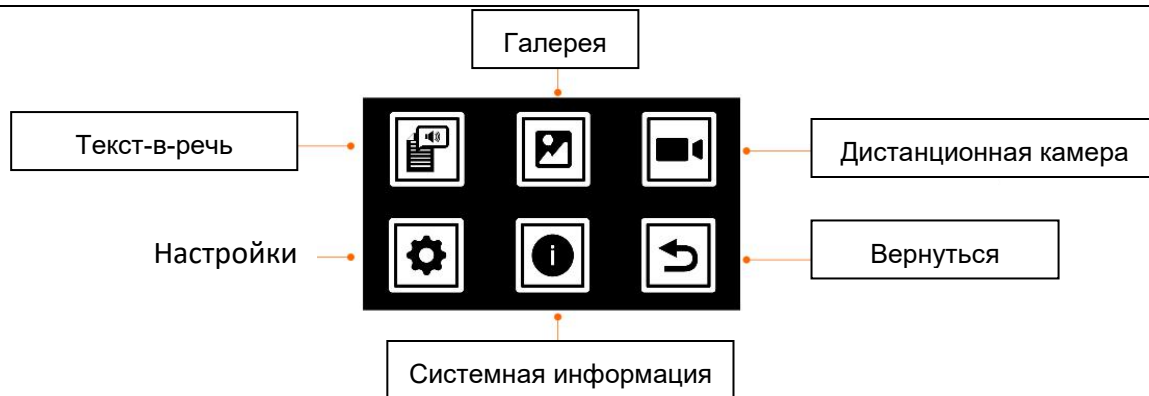 Галерея
Текст-в-речь
Дистанционная камера
Настройки
Вернуться
Системная информация